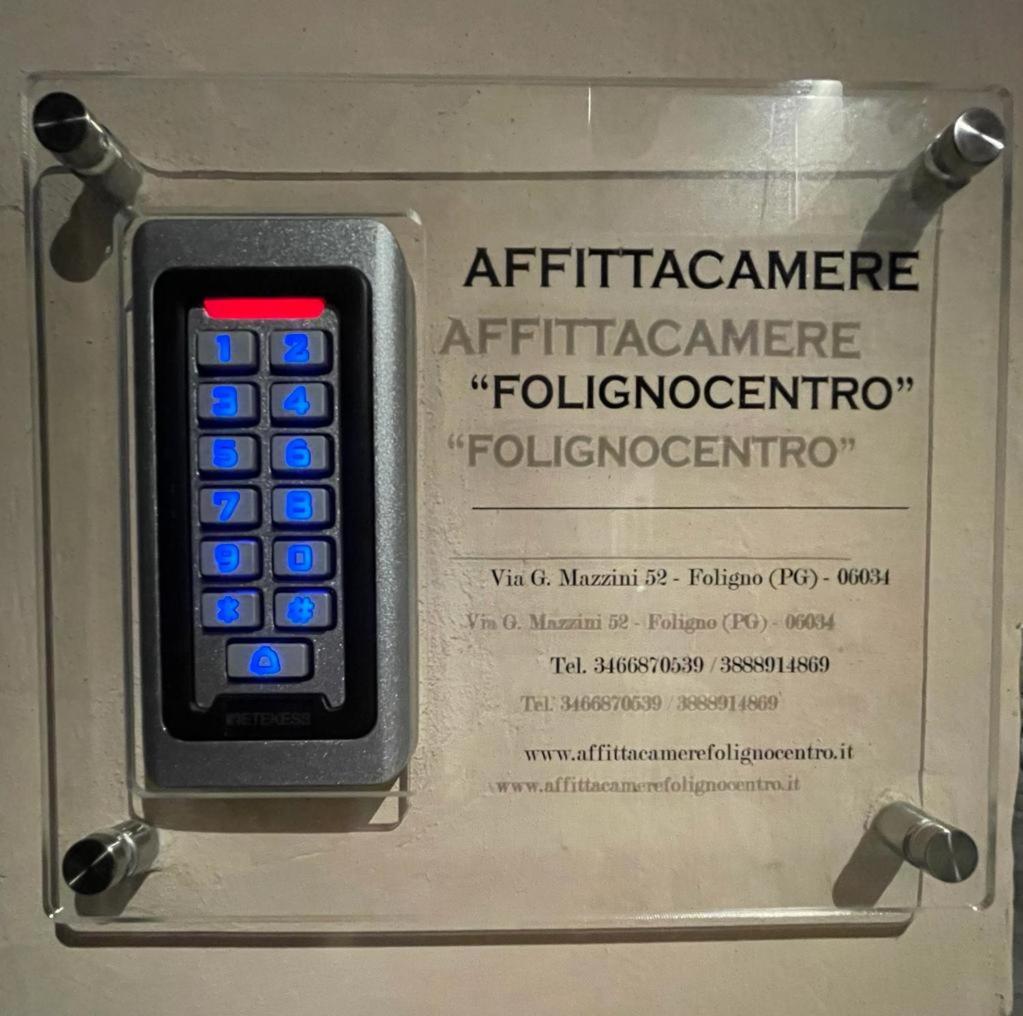 1 2
3 4
5 6
7 8
9 0
* #
RETEKESS
AFFITTACAMERE
“FOLIGNOCENTRO”
Via G. Mazzini 52 - Foligno (PG) - 06034
Tel. 3466870539 / 3888914869
www.affittacamerefolignocentro.it